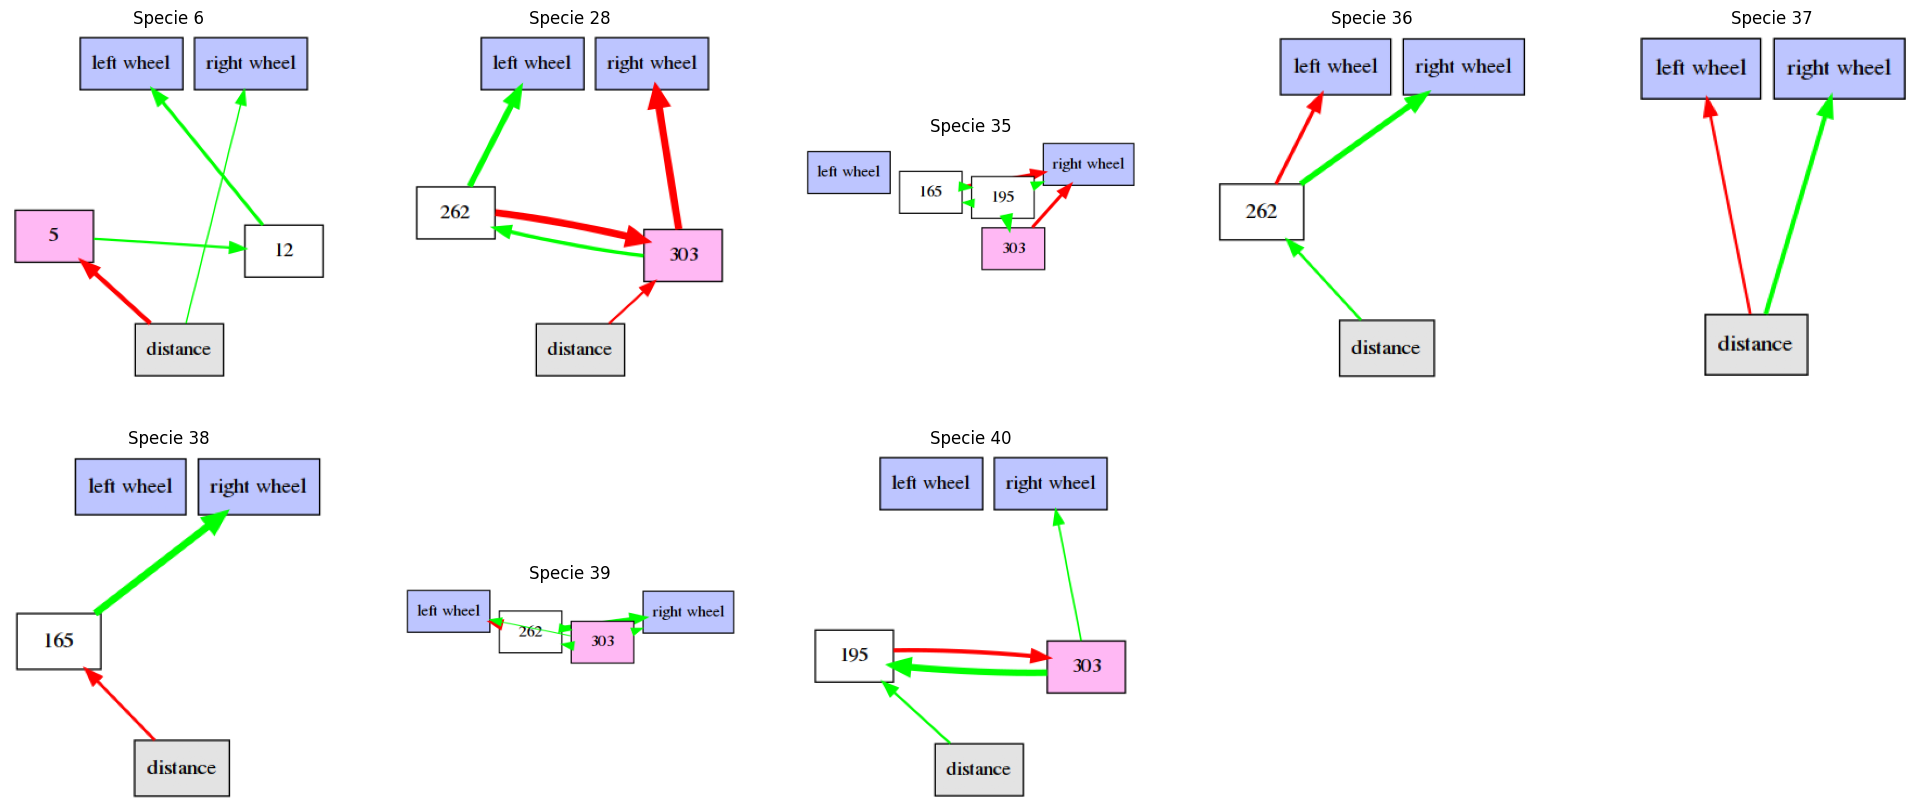 Specie 6
left wheel
right wheel
5
12
distance
Specie 28
left wheel
right wheel
262
303
distance
Specie 35
left wheel
165
195
right wheel
303
Specie 36
left wheel
right wheel
262
distance
Specie 37
left wheel
right wheel
distance
Specie 38
left wheel
right wheel
165
distance
Specie 39
left wheel
262
303
right wheel
Specie 40
left wheel
right wheel
195
303
distance